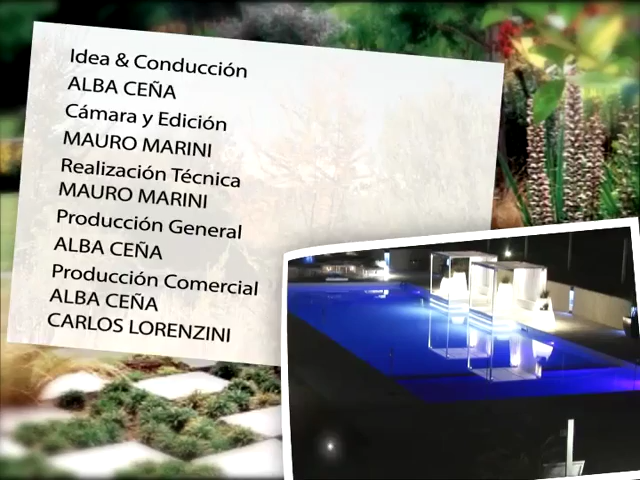 Idea & Conducción
ALBA CEÑA
Cámara y Edición
MAURO MARINI
Realización Técnica
MAURO MARINI
Producción General
ALBA CEÑA
Producción Comercial
ALBA CEÑA
CARLOS LORENZINI